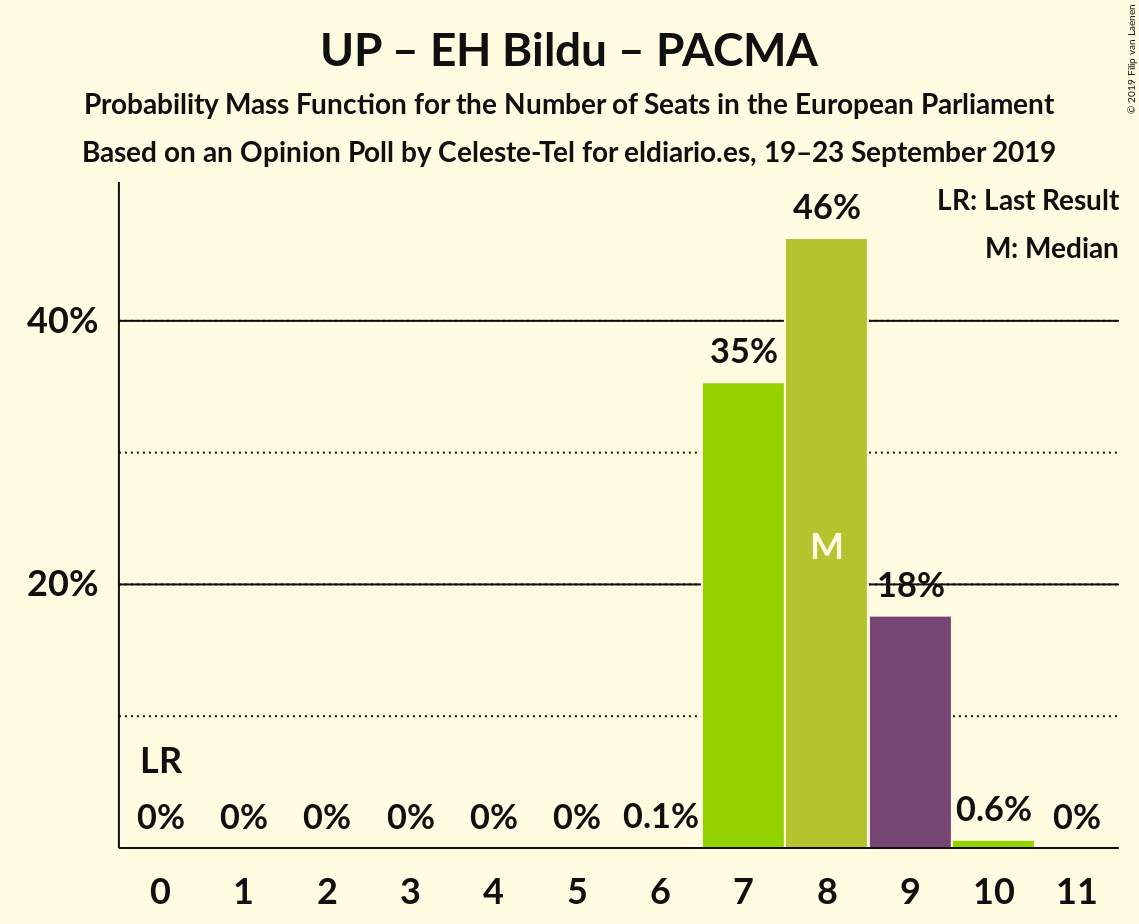 UP – EH Bildu – PACMA
Probability Mass Function for the Number of Seats in the European Parliament
Based on an Opinion Poll by Celeste-Tel for eldiario.es, 19–23 September 2019
© 2019 Filip van Laenen
LR: Last Result
M: Median
46%
40%
35%
M
20%
18%
LR
0% 0% 0% 0% 0% 0% 0.1% 0.6% 0%
0 1 2 3 4 5 6 7 8 9 10 11